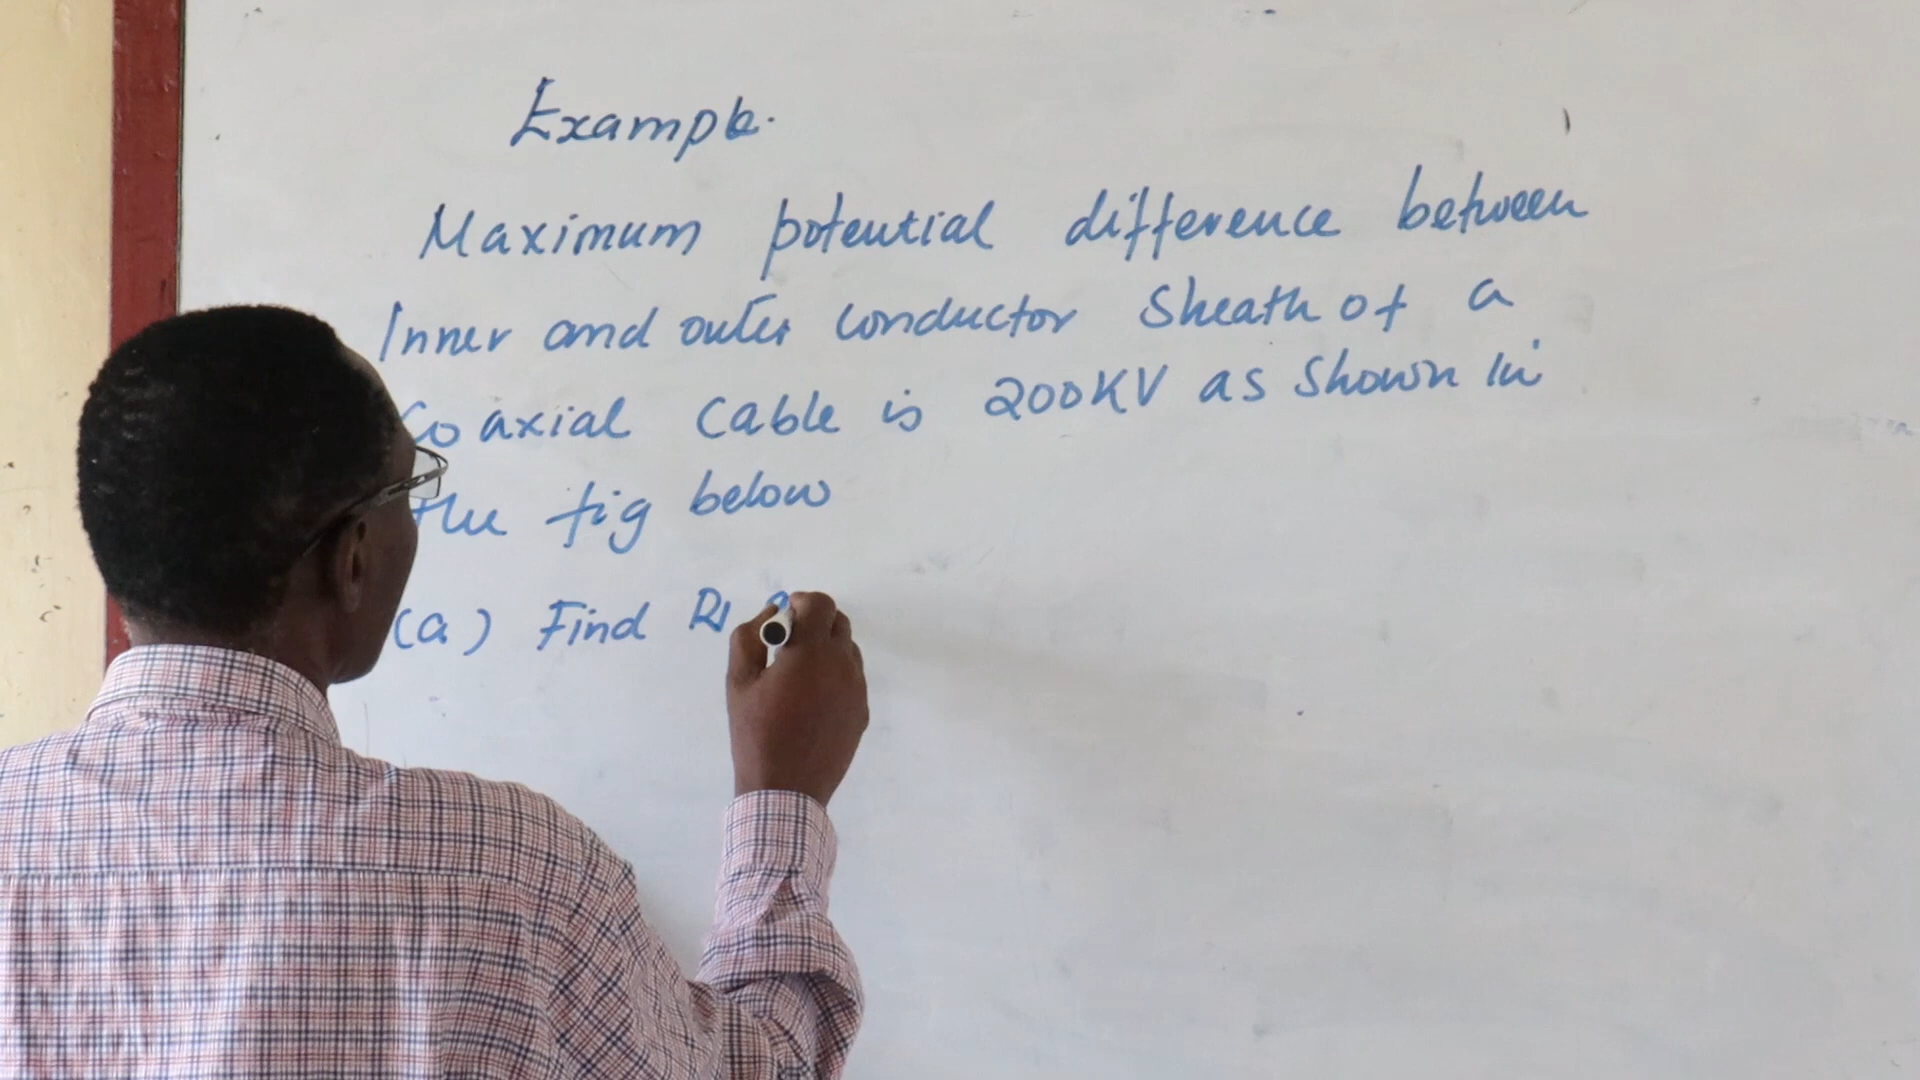 Example.
Maximum potential difference between
Inner and outer conductor Sheath of a
Coaxial Cable is 200KV as shown in
the fig below
(a) Find R1